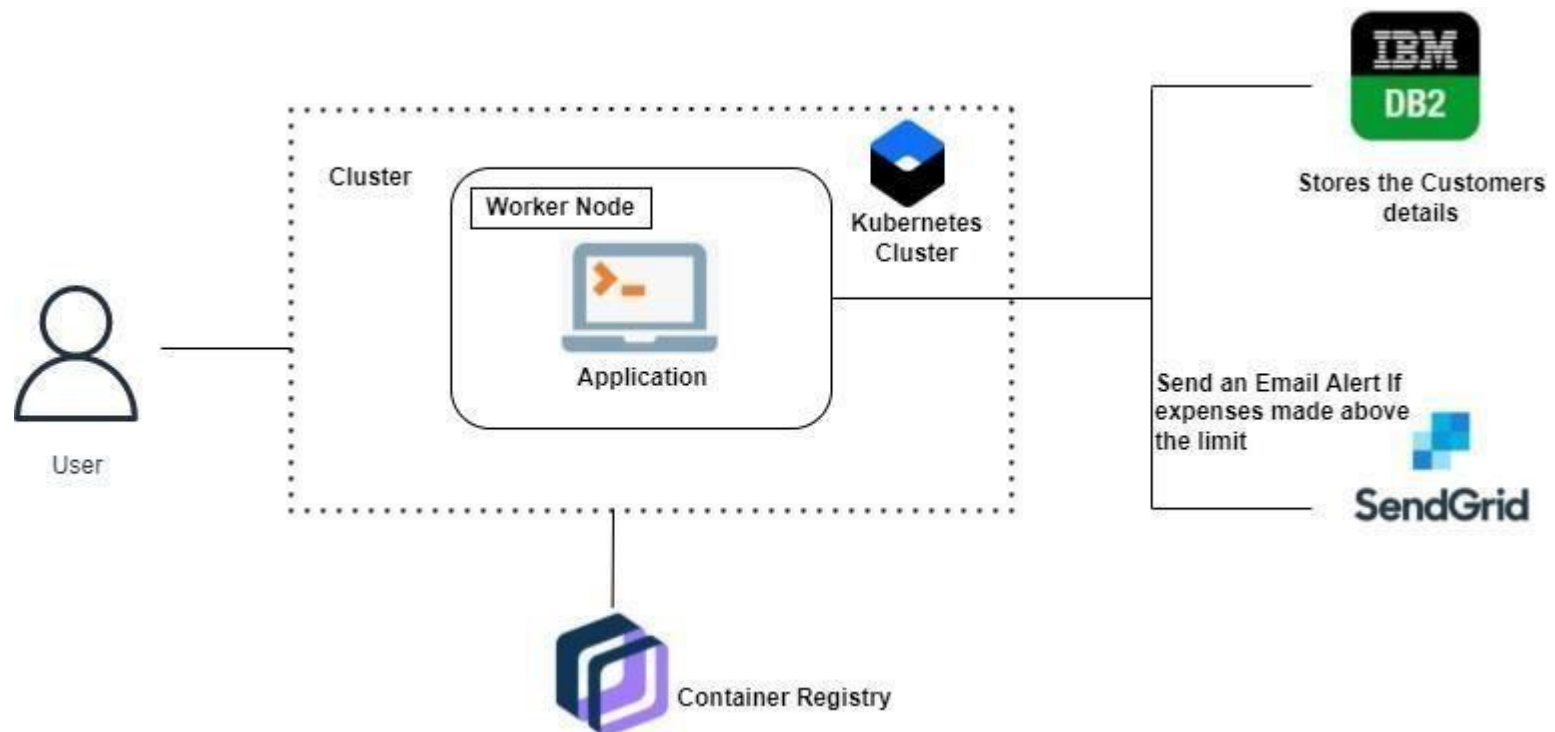 IBM
DB2
Stores the Customers
details
Cluster
Worker Node
Kubernetes
Cluster
Application
User
Send an Email Alert If
expenses made above
the limit
SendGrid
Container Registry